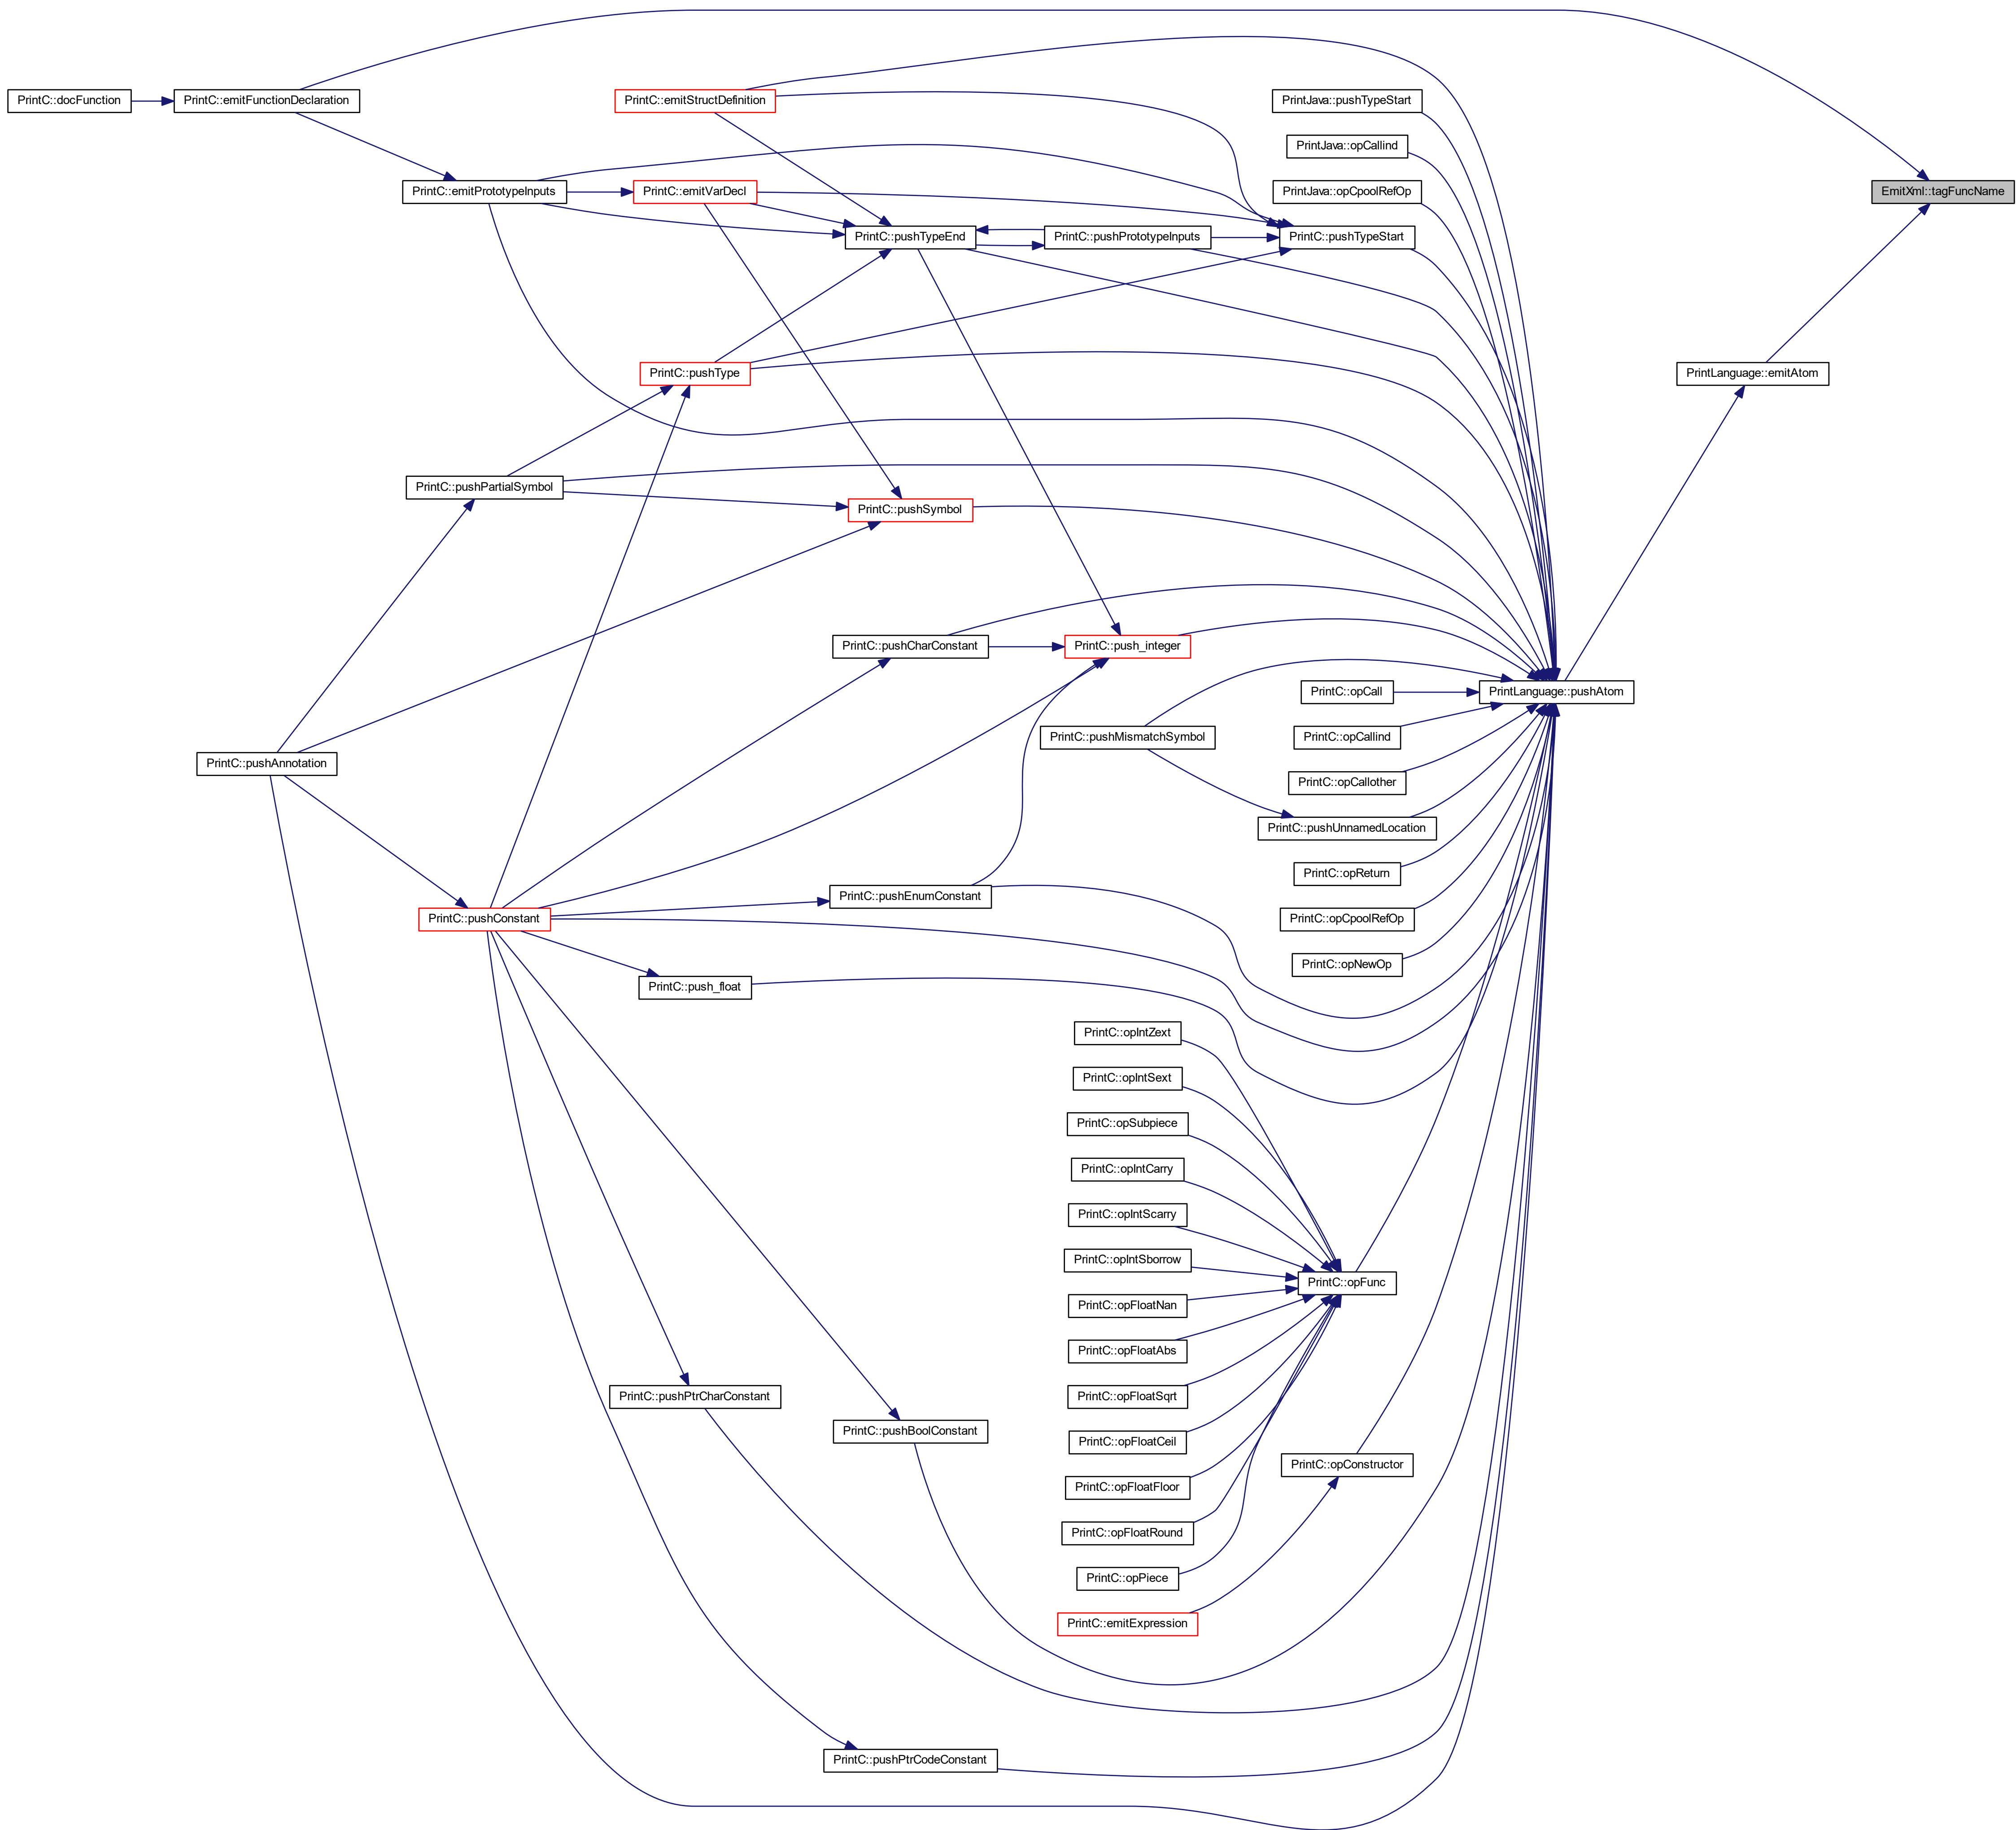 PrintC::docFunction
PrintC::emitFunctionDeclaration
PrintC::emitStructDefinition
PrintJava::pushTypeStart
PrintJava::opCallind
PrintJava::opCpoolRefOp
EmitXml::tagFuncName
PrintC::emitPrototypeInputs
PrintC::emitVarDecl
PrintC::pushTypeEnd
PrintC::pushPrototypeInputs
PrintC::pushTypeStart
PrintC::pushType
PrintLanguage::emitAtom
PrintC::pushPartialSymbol
PrintC::pushSymbol
PrintC::pushCharConstant
PrintC::push_integer
PrintC::opCall
PrintLanguage::pushAtom
PrintC::pushMismatchSymbol
PrintC::opCallind
PrintC::pushAnnotation
PrintC::opCallother
PrintC::pushUnnamedLocation
PrintC::opReturn
PrintC::pushEnumConstant
PrintC::pushConstant
PrintC::opCpoolRefOp
PrintC::opNewOp
PrintC::push_float
PrintC::opIntZext
PrintC::opIntSext
PrintC::opSubpiece
PrintC::opIntCarry
PrintC::opIntScarry
PrintC::opIntSborrow
PrintC::opFunc
PrintC::opFloatNan
PrintC::opFloatAbs
PrintC::pushPtrCharConstant
PrintC::opFloatSqrt
PrintC::pushBoolConstant
PrintC::opFloatCeil
PrintC::opConstructor
PrintC::opFloatFloor
PrintC::opFloatRound
PrintC::opPiece
PrintC::emitExpression
PrintC::pushPtrCodeConstant